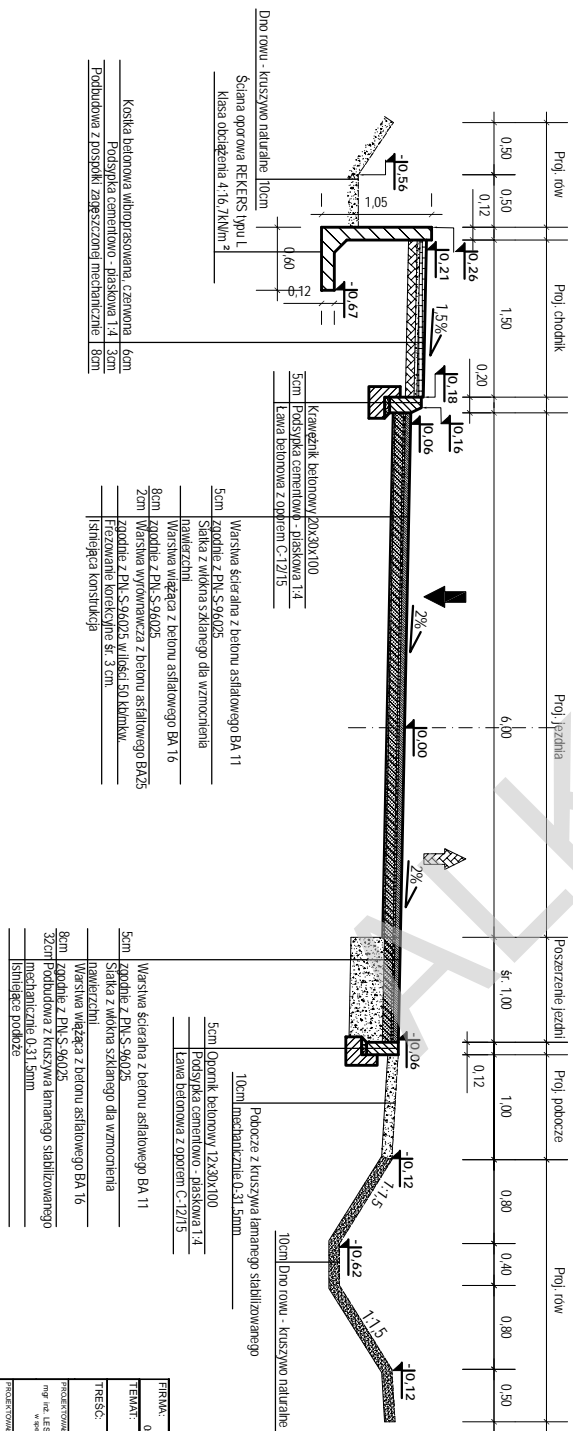 Proj. rów
Proj. chodnik
Proj. jezdnia
Poszerzenie jezdni
Proj. pobocze
Proj. rów
0,50
0,50
0,12
1,50
0,20
6,00
śr. 1,00
0,12
1,00
0,80
0,40
0,80
0,50
-0,56
0,26
0,21
1,5%
0,18
0,16
0,06
2%
0,00
2%
-0,06
-0,12
1:1,5
-0,62
1:1,5
-0,12
1,05
0,60
0,12
-0,67
Dno rowu - kruszywo naturalne 10cm
Ściana oporowa REKERS typu L
klasa obciążenia 4:16,7kN/m²
Kostka betonowa wibroprasowana, czerwona 6cm
Podsypka cementowo - piaskowa 1:4 3cm
Podbudowa z pospółki zagęszczonej mechanicznie 8cm
Krawężnik betonowy 20x30x100
5cm Podsypka cementowo - piaskowa 1:4
Ława betonowa z oporem C-12/15
Warstwa ścieralna z betonu asflatowego BA 11
5cm zgodnie z PN-S-96025
Siatka z włókna szklanego dla wzmocnienia
nawierzchni
Warstwa wiążąca z betonu asflatowego BA 16
8cm zgodnie z PN-S-96025
2cm Warstwa wyrównawcza z betonu asfaltowego BA25
zgodnie z PN-S-96025 w ilości 50 kb/mkw.
Frezowanie korekcyjne śr. 3 cm.
Istniejąca konstrukcja
Warstwa ścieralna z betonu asflatowego BA 11
5cm zgodnie z PN-S-96025
Siatka z włókna szklanego dla wzmocnienia
nawierzchni
Warstwa wiążąca z betonu asflatowego BA 16
8cm zgodnie z PN-S-96025
32cm Podbudowa z kruszywa łamanego stabilizowanego
mechanicznie 0-31,5mm
Istniejące podłoże
5cm Opornik betonowy 12x30x100
Podsypka cementowo - piaskowa 1:4
Ława betonowa z oporem C-12/15
Pobocze z kruszywa łamanego stabilizowanego
10cm mechanicznie 0-31,5mm
10cm Dno rowu - kruszywo naturalne
FIRMA:
TEMAT:
TREŚĆ: